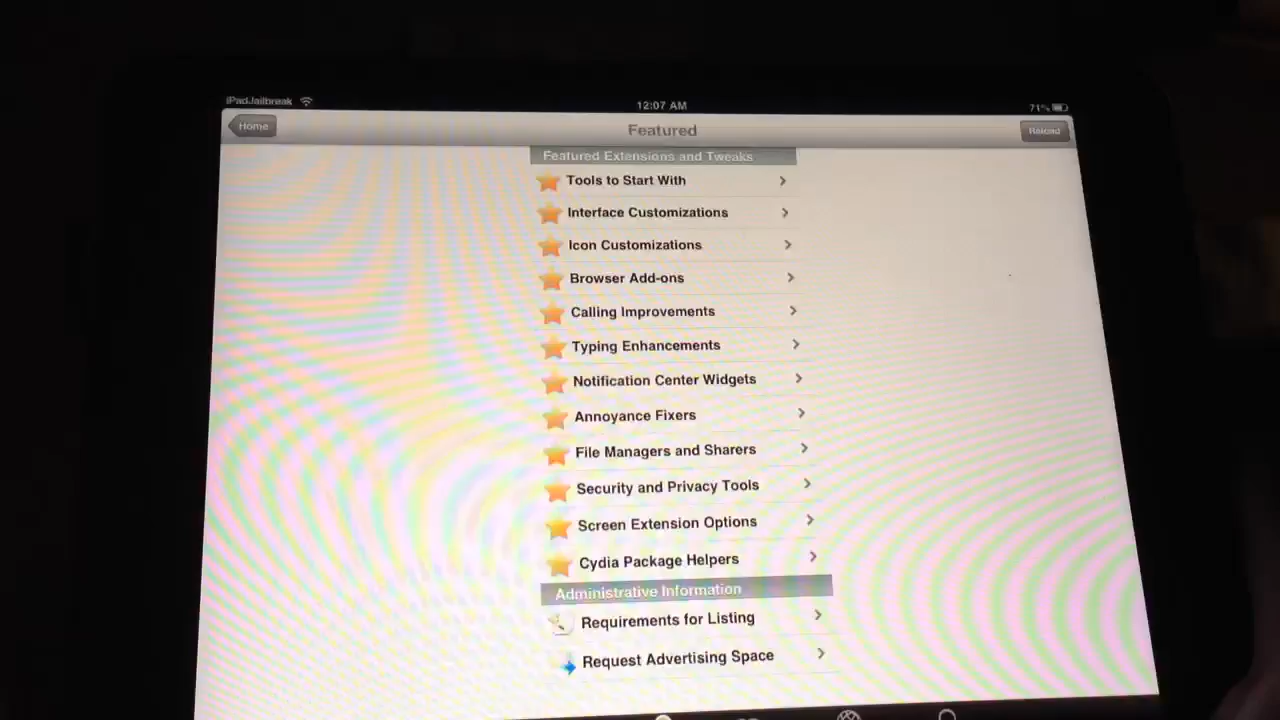 iPadJailbreak
12:07 AM
71%
Home
Featured
Reload
Featured Extensions and Tweaks
Tools to Start With
Interface Customizations
Icon Customizations
Browser Add-ons
Calling Improvements
Typing Enhancements
Notification Center Widgets
Annoyance Fixers
File Managers and Sharers
Security and Privacy Tools
Screen Extension Options
Cydia Package Helpers
Administrative Information
Requirements for Listing
Request Advertising Space